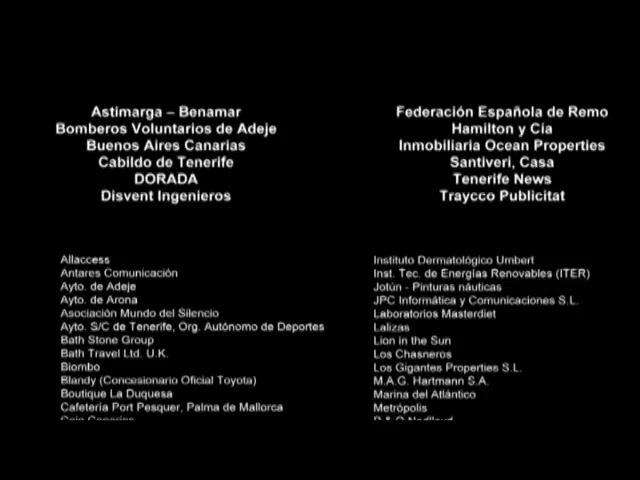 Astimarga – Benamar
Bomberos Voluntarios de Adeje
Buenos Aires Canarias
Cabildo de Tenerife
DORADA
Disvent Ingenieros
Federación Española de Remo
Hamilton y Cía
Inmobiliaria Ocean Properties
Santiveri, Casa
Tenerife News
Traycco Publicitat
Allaccess
Antares Comunicación
Ayto. de Adeje
Ayto. de Arona
Asociación Mundo del Silencio
Ayto. S/C de Tenerife, Org. Autónomo de Deportes
Bath Stone Group
Bath Travel Ltd. U.K.
Biombo
Blandy (Concesionario Oficial Toyota)
Boutique La Duquesa
Cafetería Port Pesquer, Palma de Mallorca
Instituto Dermatológico Umbert
Inst. Tec. de Energías Renovables (ITER)
Jotún - Pinturas náuticas
JPC Informática y Comunicaciones S.L.
Laboratorios Masterdiet
Lalizas
Lion in the Sun
Los Chasneros
Los Gigantes Properties S.L.
M.A.G. Hartmann S.A.
Marina del Atlántico
Metrópolis